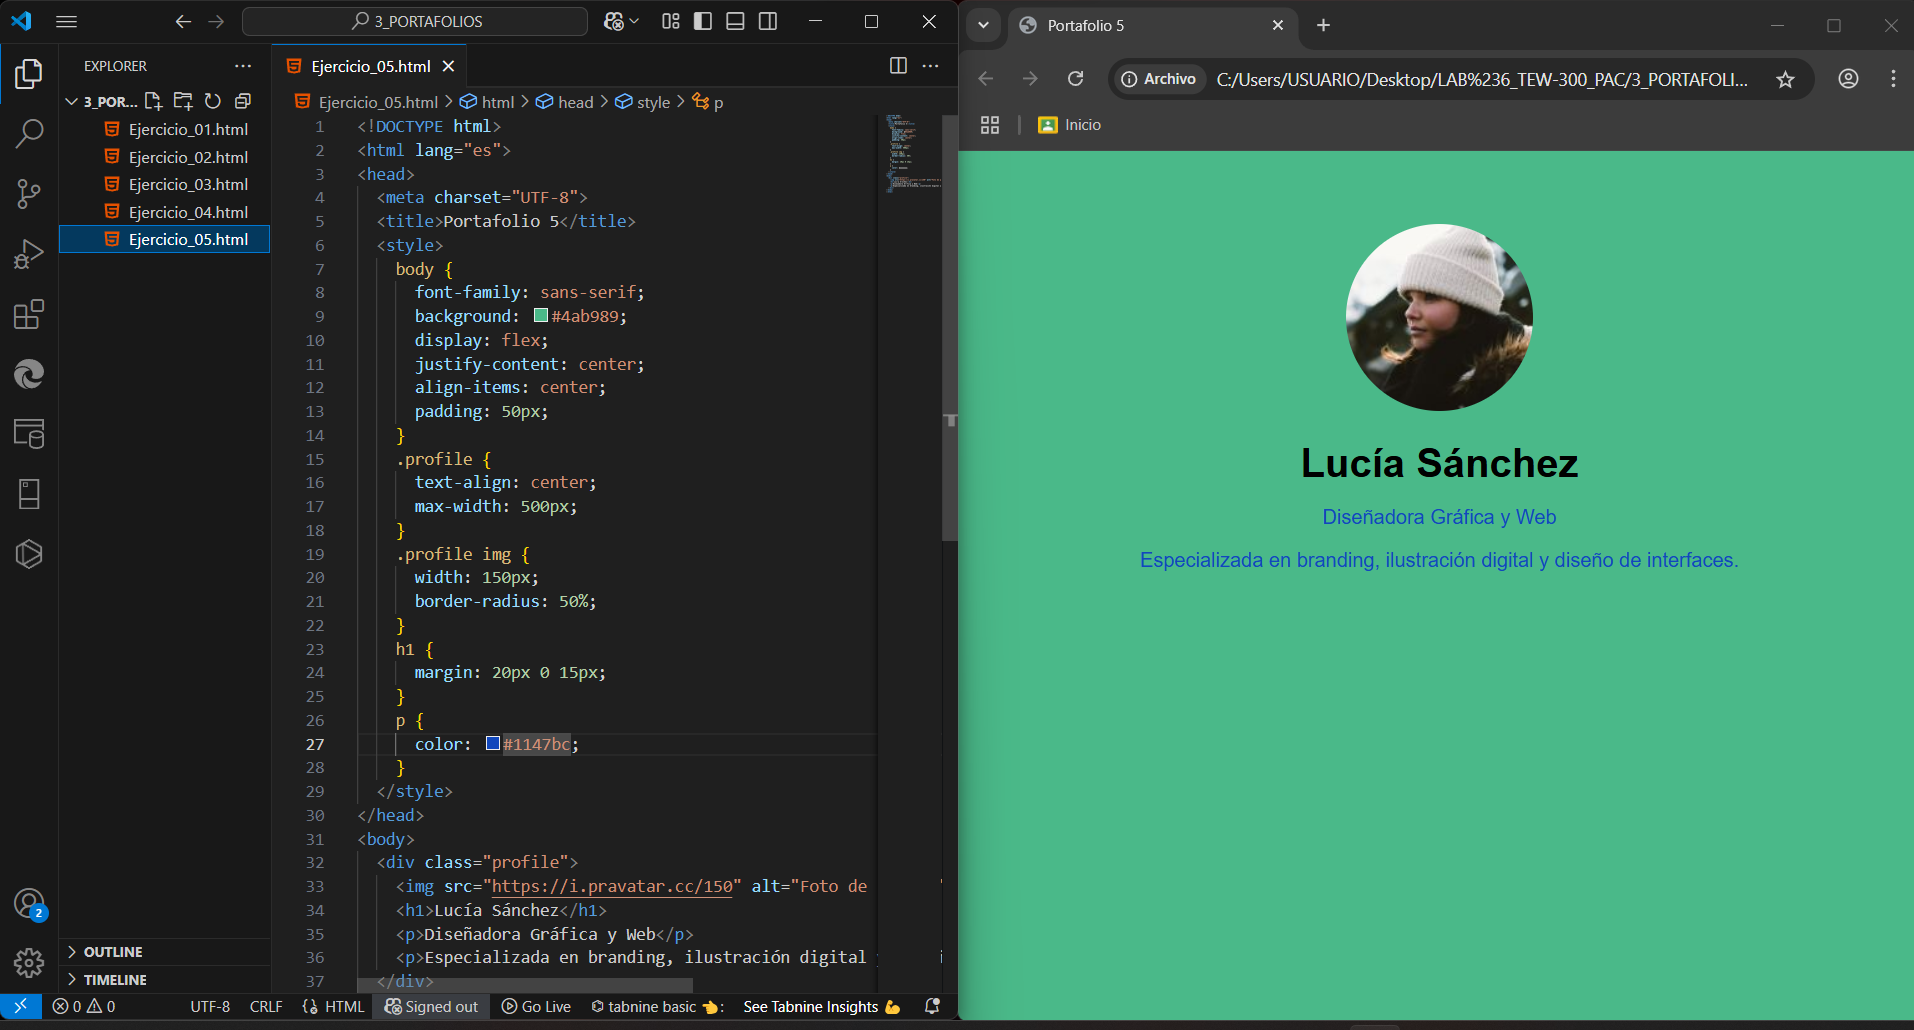 3_PORTAFOLIOS
EXPLORER
3_POR...
Ejercicio_01.html
Ejercicio_02.html
Ejercicio_03.html
Ejercicio_04.html
Ejercicio_05.html
OUTLINE
TIMELINE
Ejercicio_05.html
Ejercicio_05.html > html > head > style > p
1 <!DOCTYPE html>
2 <html lang="es">
3 <head>
4 <meta charset="UTF-8">
5 <title>Portafolio 5</title>
6 <style>
7 body {
8 font-family: sans-serif;
9 background: #4ab989;
10 display: flex;
11 justify-content: center;
12 align-items: center;
13 padding: 50px;
14 }
15 .profile {
16 text-align: center;
17 max-width: 500px;
18 }
19 .profile img {
20 width: 150px;
21 border-radius: 50%;
22 }
23 h1 {
24 margin: 20px 0 15px;
25 }
26 p {
27 color: #1147bc;
28 }
29 </style>
30 </head>
31 <body>
32 <div class="profile">
33 <img src="https://i.pravatar.cc/150" alt="Foto de
34 <h1>Lucía Sánchez</h1>
35 <p>Diseñadora Gráfica y Web</p>
36 <p>Especializada en branding, ilustración digital
37 </div>
2
0 0 UTF-8 CRLF HTML Signed out Go Live tabnine basic : See Tabnine Insights
Portafolio 5
Archivo C:/Users/USUARIO/Desktop/LAB%236_TEW-300_PAC/3_PORTAFOLI...
Inicio
Lucía Sánchez
Diseñadora Gráfica y Web
Especializada en branding, ilustración digital y diseño de interfaces.